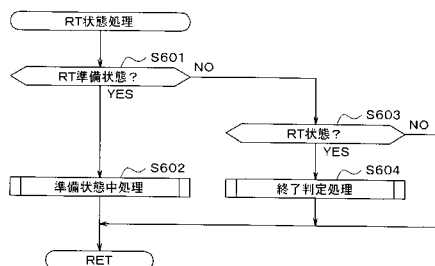 RT状態処理
S601
RT準備状態?
NO
YES
S603
RT状態?
NO
YES
S602
準備状態中処理
S604
終了判定処理
RET